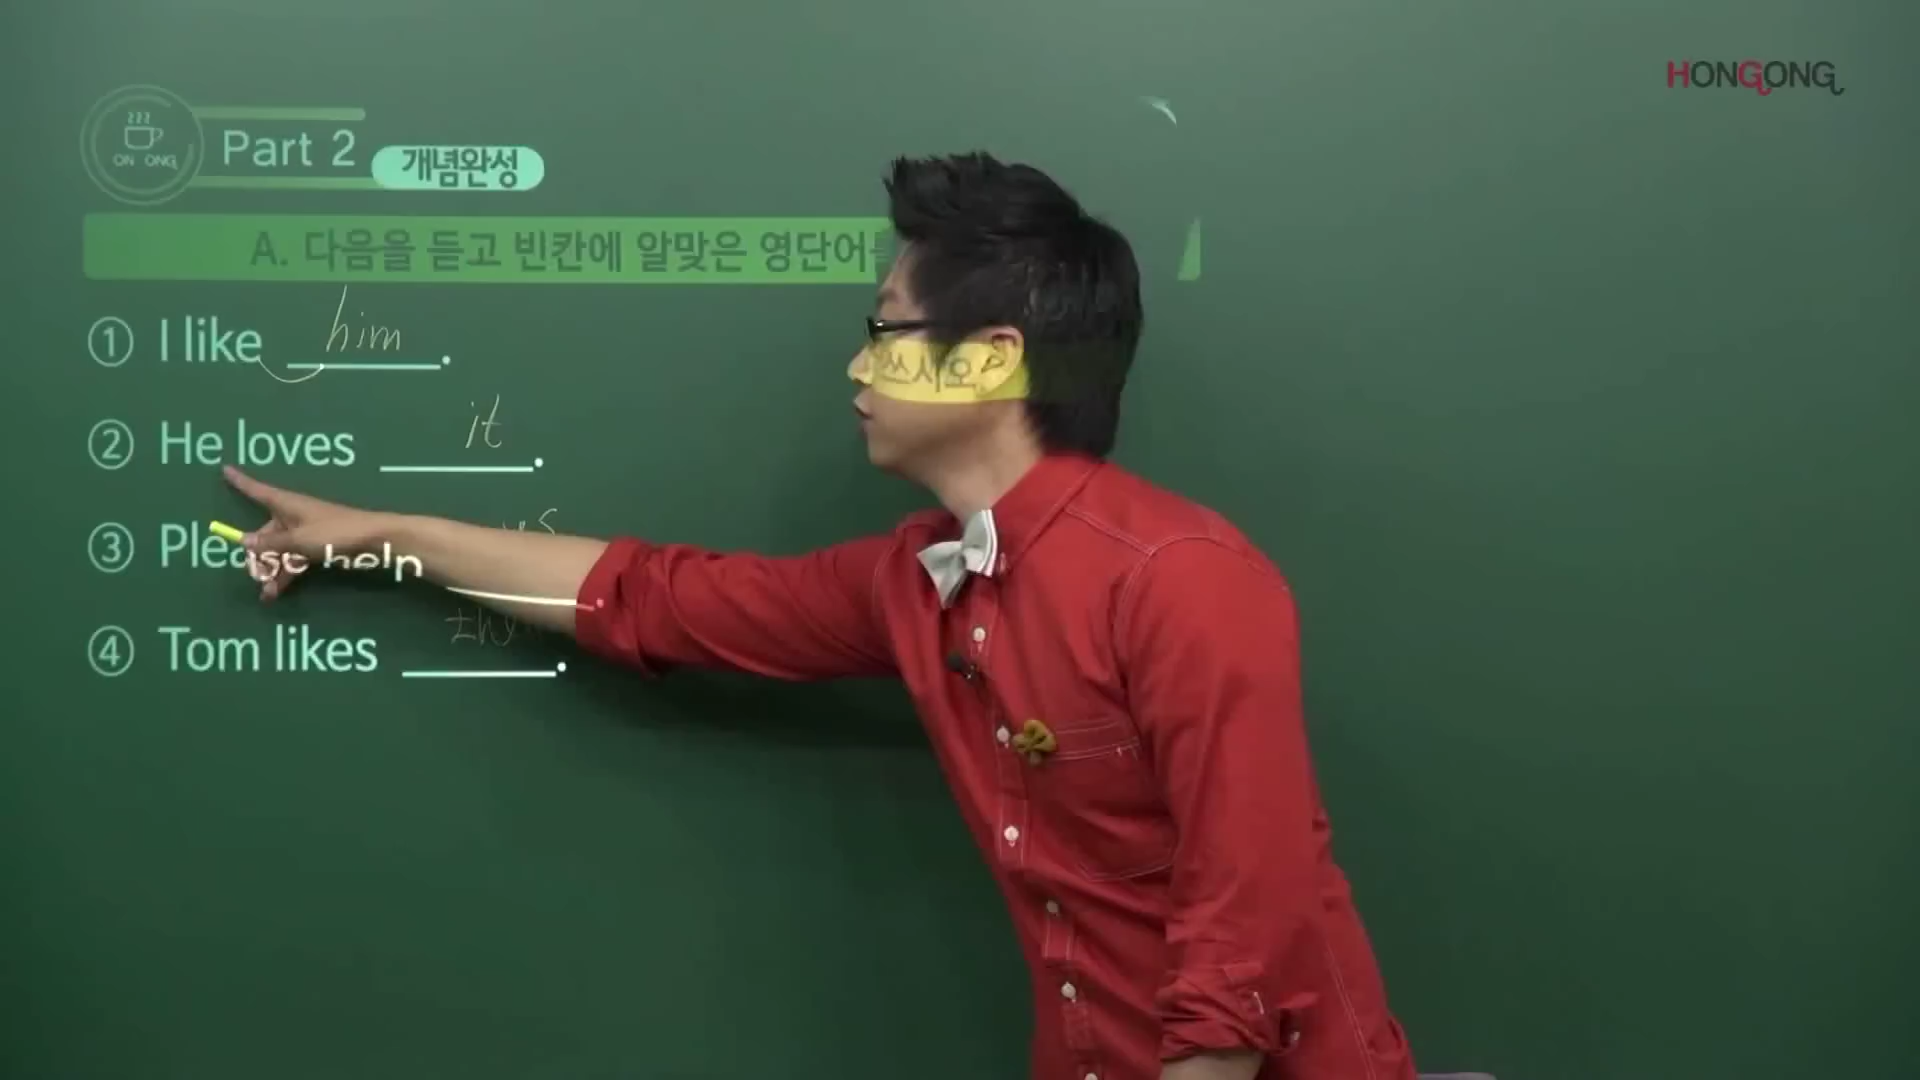 HONGONG
ON ONG
Part 2
개념완성
A. 다음을 듣고 빈칸에 알맞은 영단어를
쓰시오.
① I like him.
② He loves it.
③ Please help
④ Tom likes